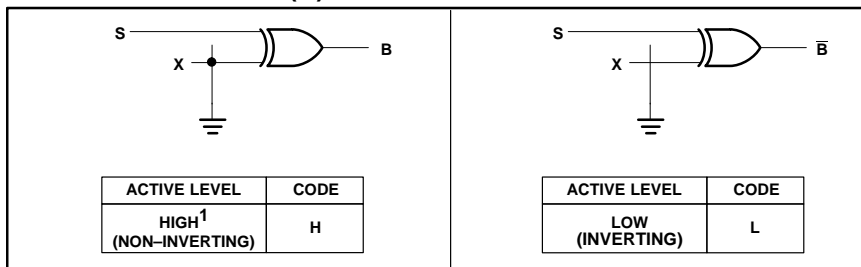 S
X
B
ACTIVE LEVEL CODE
HIGH1 H
(NON–INVERTING)
S
X
B̅
ACTIVE LEVEL CODE
LOW L
(INVERTING)